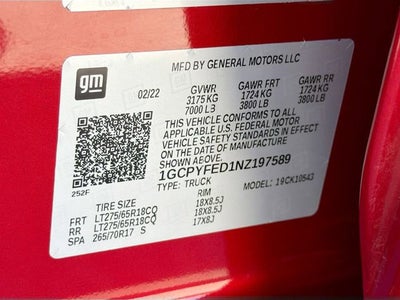 gm
MFD BY GENERAL MOTORS LLC
02/22
GVWR GAWR FRT GAWR RR
3175 KG 1724 KG 1724 KG
7000 LB 3800 LB 3800 LB
THIS VEHICLE CONFORMS TO ALL
APPLICABLE U.S. FEDERAL MOTOR
VEHICLE SAFETY STANDARDS IN EFFECT
ON THE DATE OF MANUFACTURE
SHOWN ABOVE.
1GCPYFED1NZ197589
252F
TYPE: TRUCK MODEL: 19CK10543
TIRE SIZE RIM
FRT LT275/65R18CQ 18X8.5J
RR LT275/65R18CQ 18X8.5J
SPA 265/70R17 S 17X8J